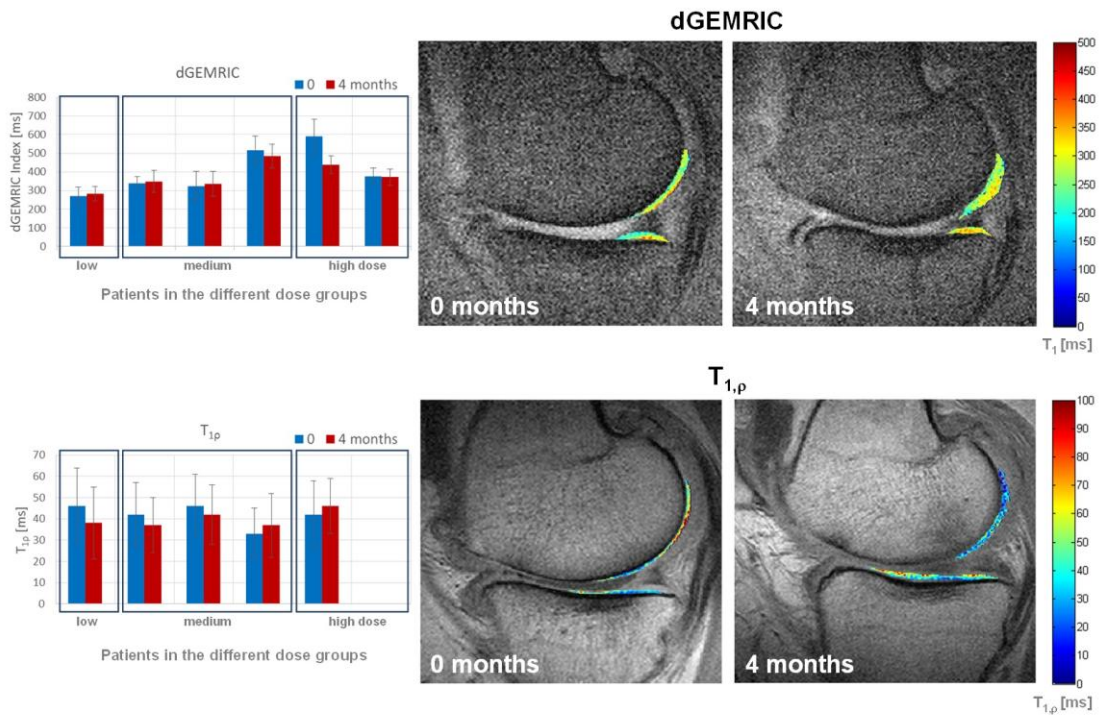 dGEMRIC
dGEMRIC
0 4 months
dGEMRIC Index [ms]
800
700
600
500
400
300
200
100
0
low medium high dose
Patients in the different dose groups
0 months
4 months
500
450
400
350
300
250
200
150
100
50
0
T1 [ms]
T1,ρ
T1ρ
0 4 months
T1ρ [ms]
70
60
50
40
30
20
10
0
low medium high dose
Patients in the different dose groups
0 months
4 months
100
90
80
70
60
50
40
30
20
10
0
T1,ρ [ms]